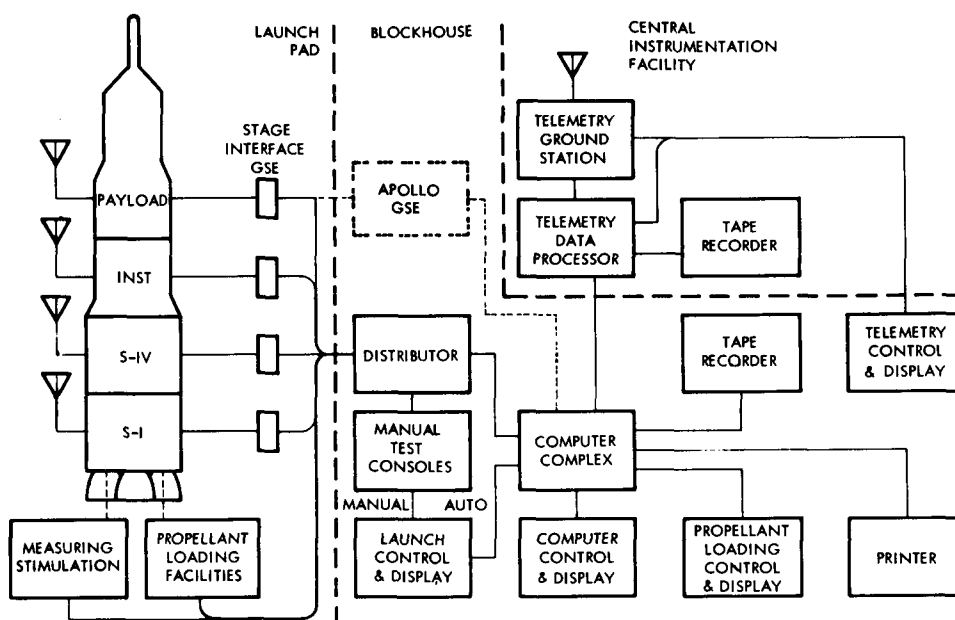 LAUNCH
PAD
BLOCKHOUSE
CENTRAL
INSTRUMENTATION
FACILITY
STAGE
INTERFACE
GSE
TELEMETRY
GROUND
STATION
PAYLOAD
APOLLO
GSE
TELEMETRY
DATA
PROCESSOR
TAPE
RECORDER
INST
S-IV
DISTRIBUTOR
TAPE
RECORDER
TELEMETRY
CONTROL
& DISPLAY
S-I
MANUAL
TEST
CONSOLES
COMPUTER
COMPLEX
MANUAL
AUTO
MEASURING
STIMULATION
PROPELLANT
LOADING
FACILITIES
LAUNCH
CONTROL
& DISPLAY
COMPUTER
CONTROL &
DISPLAY
PROPELLANT
LOADING
CONTROL
& DISPLAY
PRINTER